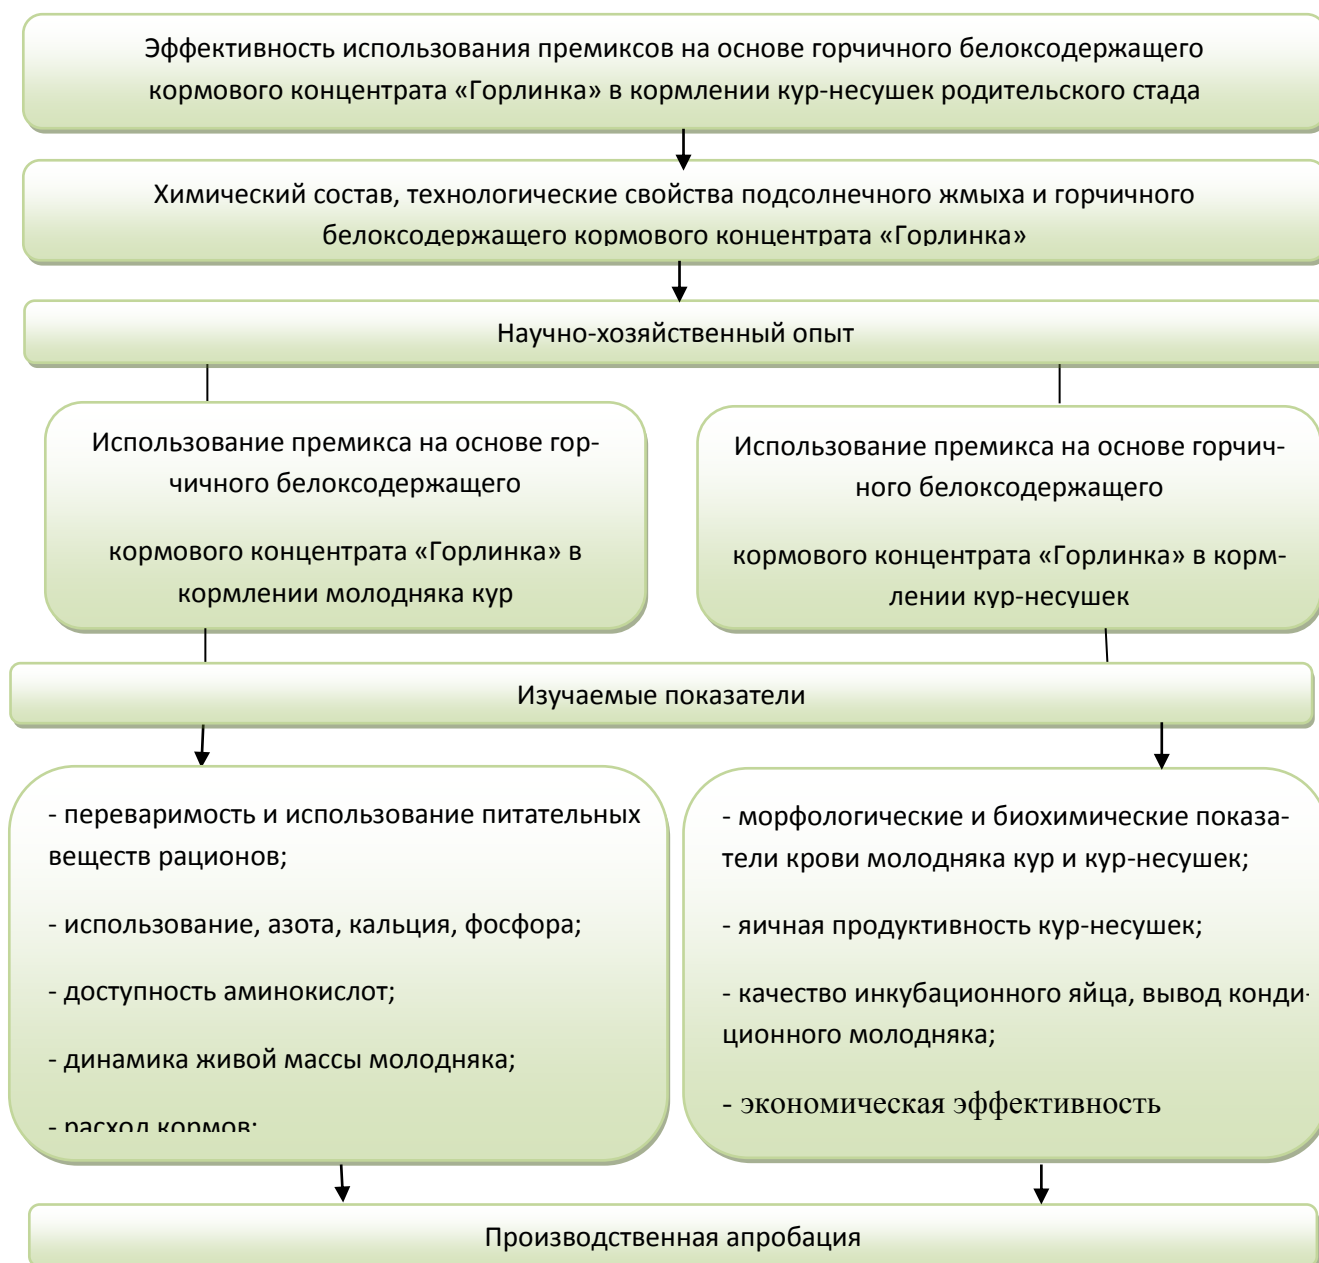 Эффективность использования премиксов на основе горчичного белоксодержащего
кормового концентрата «Горлинка» в кормлении кур-несушек родительского стада
Химический состав, технологические свойства подсолнечного жмыха и горчичного
белоксодержащего кормового концентрата «Горлинка»
Научно-хозяйственный опыт
Использование премикса на основе гор-
чичного белоксодержащего
кормового концентрата «Горлинка» в
кормлении молодняка кур
Использование премикса на основе горчич-
ного белоксодержащего
кормового концентрата «Горлинка» в корм-
лении кур-несушек
Изучаемые показатели
- переваримость и использование питательных
веществ рационов;
- использование, азота, кальция, фосфора;
- доступность аминокислот;
- динамика живой массы молодняка;
- расход кормов;
- морфологические и биохимические показа-
тели крови молодняка кур и кур-несушек;
- яичная продуктивность кур-несушек;
- качество инкубационного яйца, вывод конди-
ционного молодняка;
- экономическая эффективность
Производственная апробация